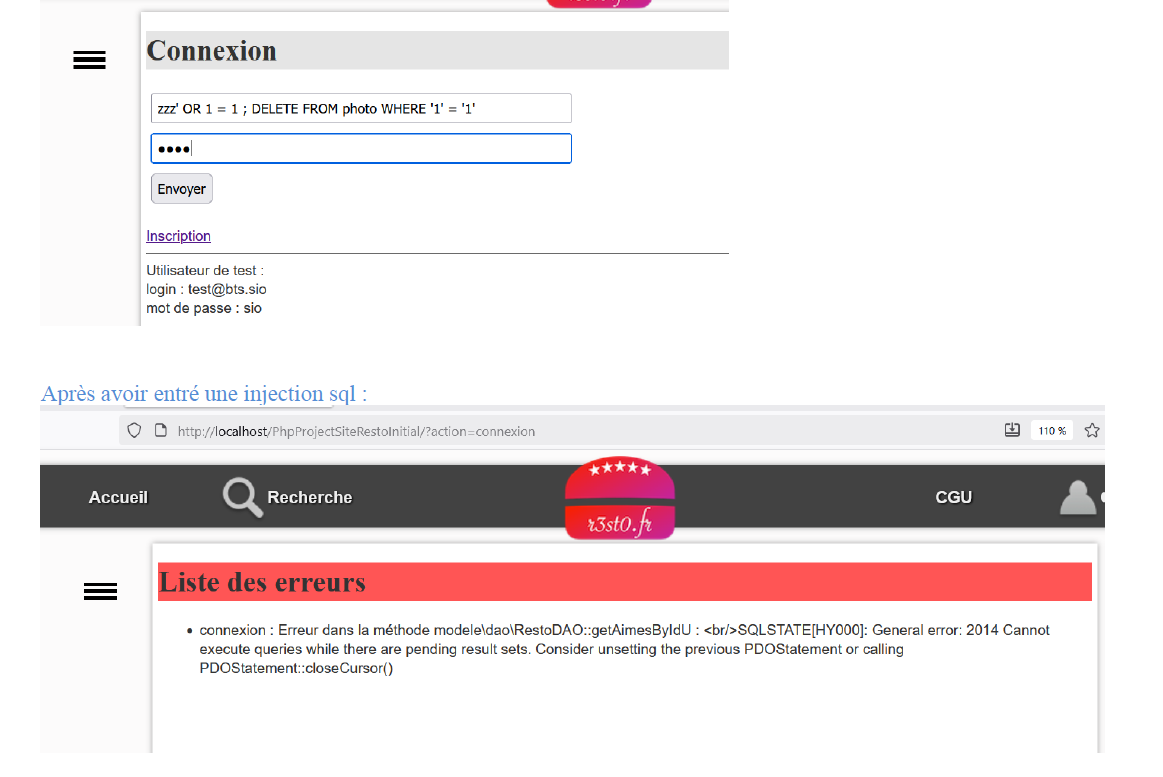 Connexion
zzz' OR 1 = 1 ; DELETE FROM photo WHERE '1' = '1'
••••
Envoyer
Inscription
Utilisateur de test :
login : test@bts.sio
mot de passe : sio
Après avoir entré une injection sql :
http://localhost/PhpProjectSiteRestoInitial/?action=connexion
110 %
Accueil
Recherche
r3st0.fr
CGU
Liste des erreurs
• connexion : Erreur dans la méthode modele\dao\RestoDAO::getAimesByIdU : <br/>SQLSTATE[HY000]: General error: 2014 Cannot
execute queries while there are pending result sets. Consider unsetting the previous PDOStatement or calling
PDOStatement::closeCursor()